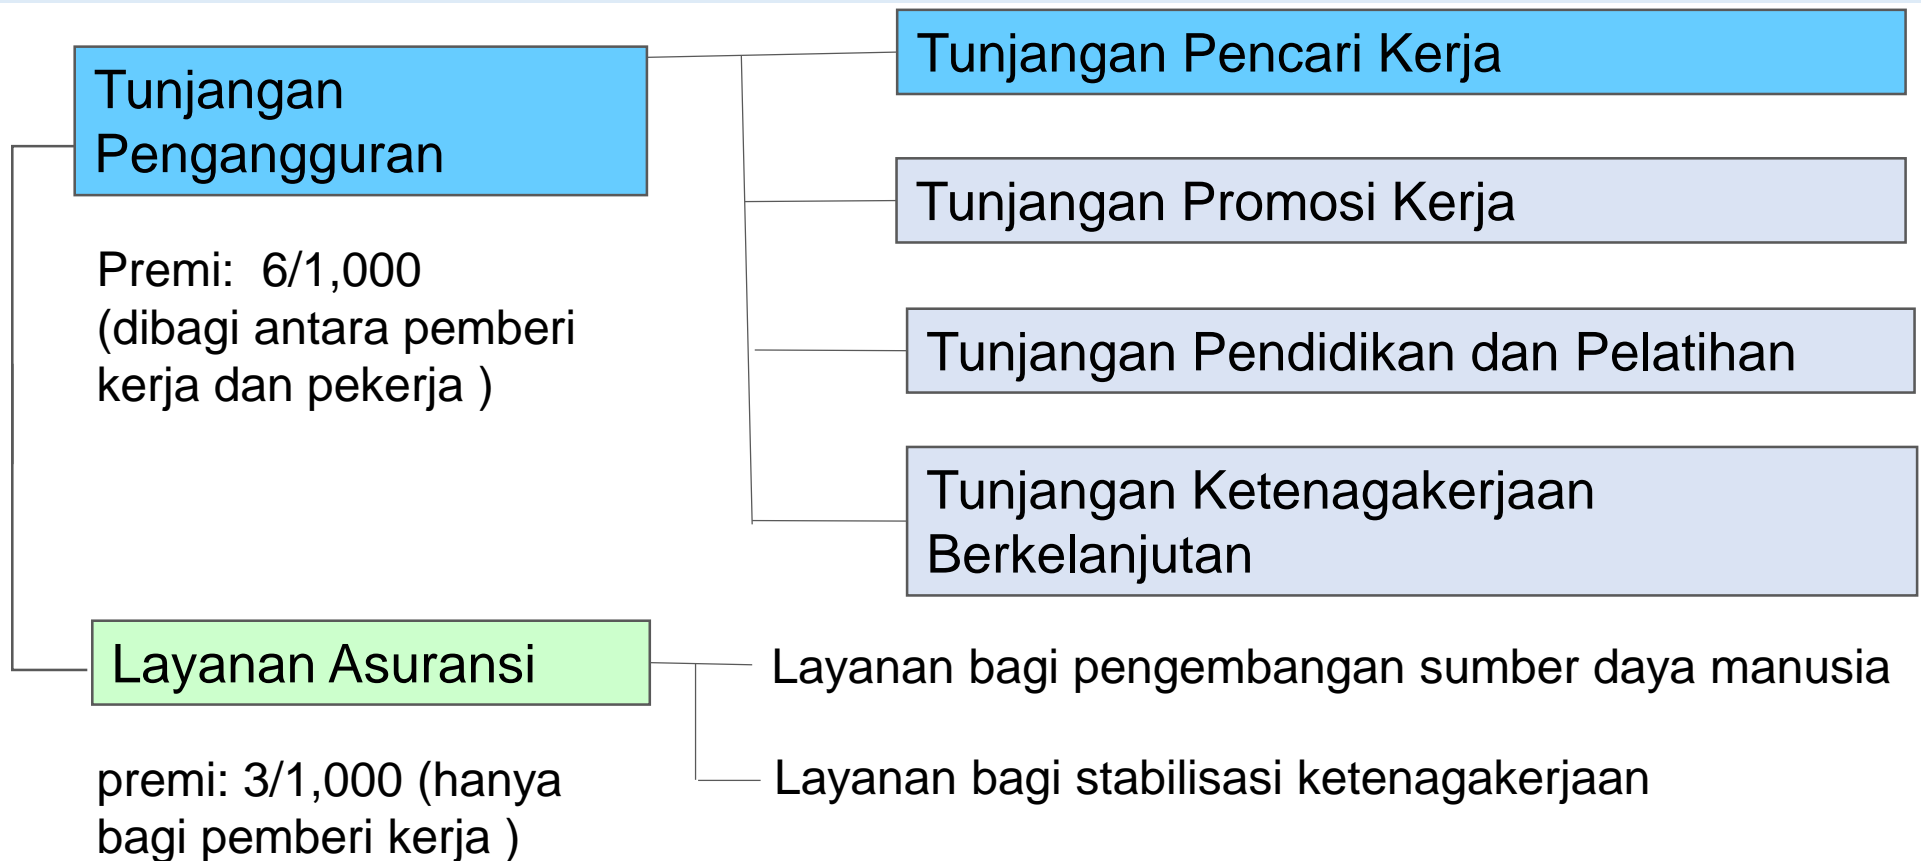 Tunjangan
Pengangguran
Premi:  6/1,000
(dibagi antara pemberi
kerja dan pekerja )
Tunjangan Pencari Kerja
Tunjangan Promosi Kerja
Tunjangan Pendidikan dan Pelatihan
Tunjangan Ketenagakerjaan
Berkelanjutan
Layanan Asuransi
premi: 3/1,000 (hanya
bagi pemberi kerja )
Layanan bagi pengembangan sumber daya manusia
Layanan bagi stabilisasi ketenagakerjaan